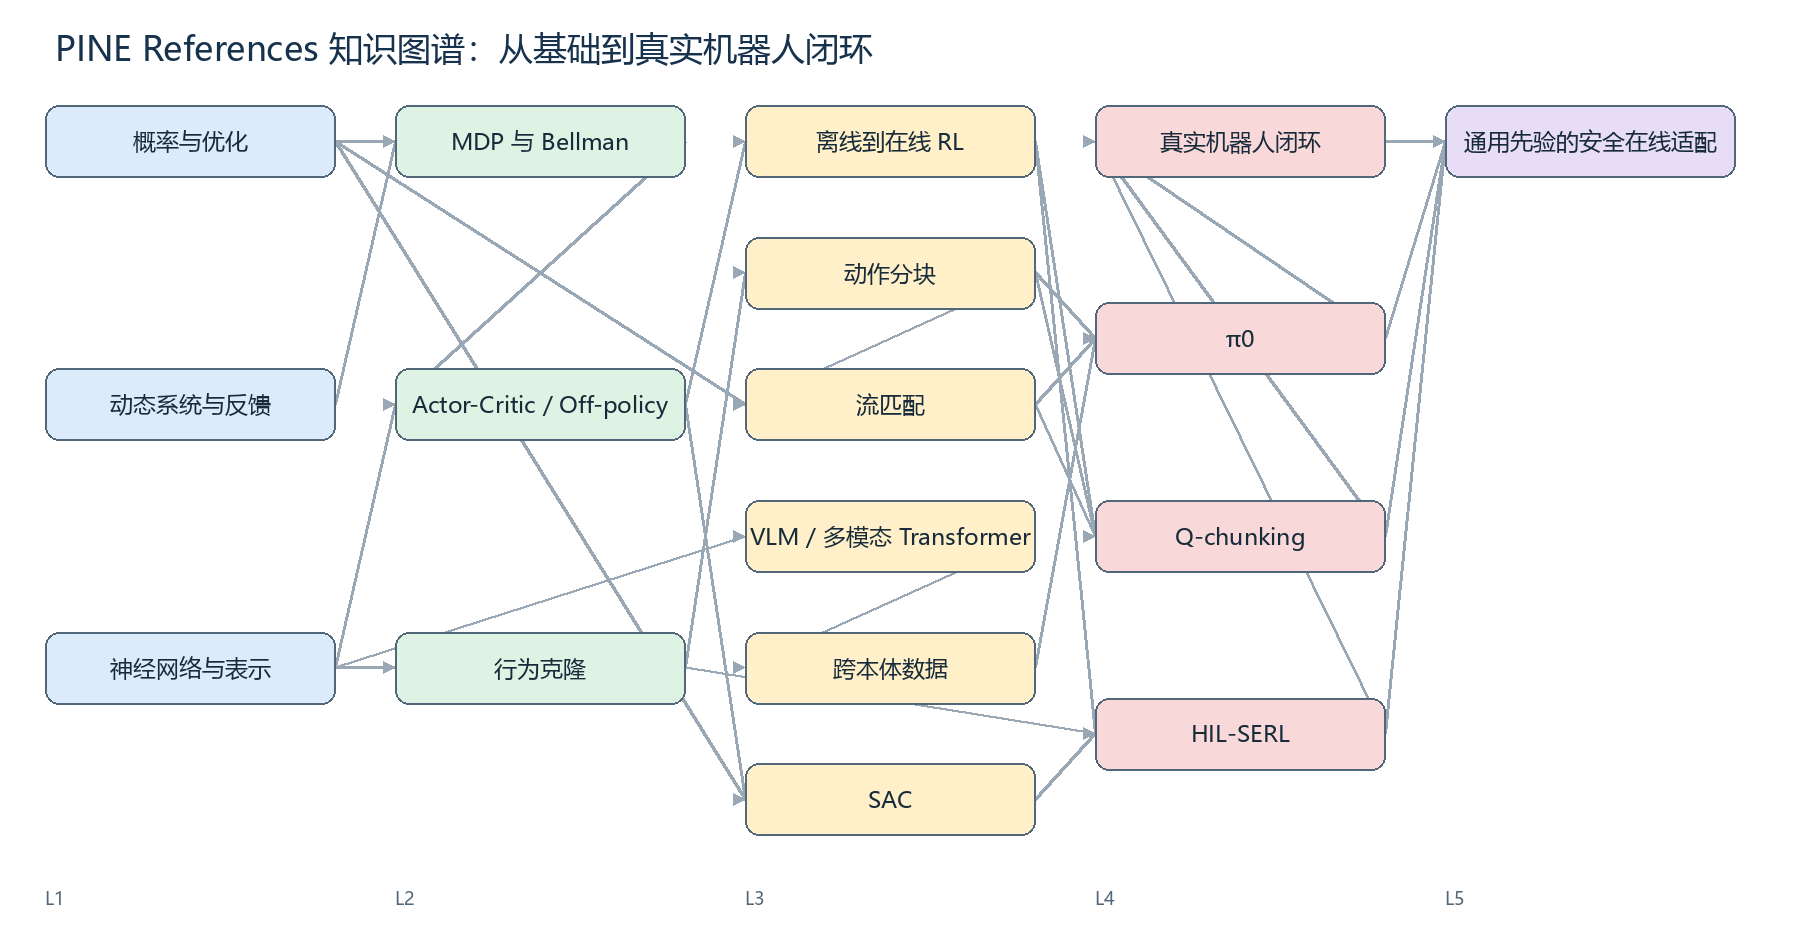 PINE References 知识图谱：从基础到真实机器人闭环
概率与优化
动态系统与反馈
神经网络与表示
MDP 与 Bellman
Actor-Critic / Off-policy
行为克隆
离线到在线 RL
动作分块
流匹配
VLM / 多模态 Transformer
跨本体数据
SAC
真实机器人闭环
π0
Q-chunking
HIL-SERL
通用先验的安全在线适配
L1
L2
L3
L4
L5